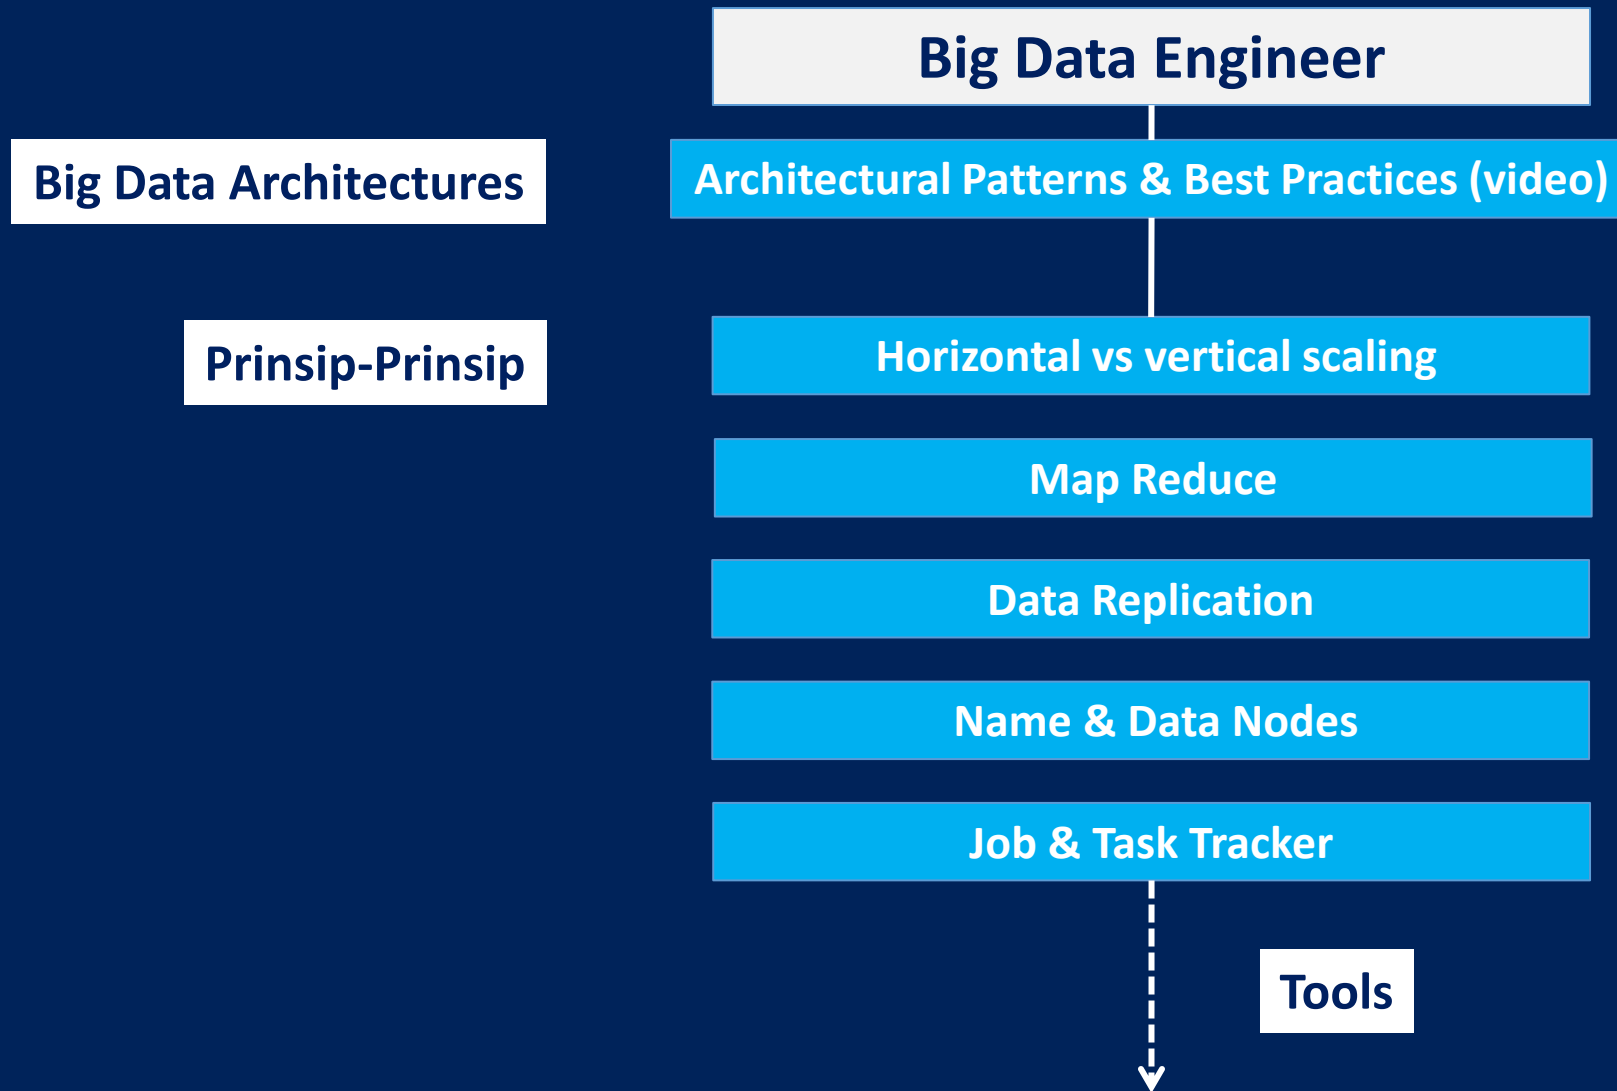 Big Data Engineer
Big Data Architectures
Architectural Patterns & Best Practices (video)
Prinsip-Prinsip
Horizontal vs vertical scaling
Map Reduce
Data Replication
Name & Data Nodes
Job & Task Tracker
Tools